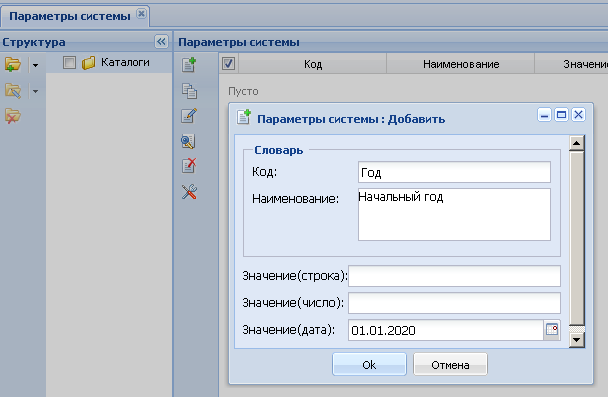 Параметры системы
Структура
Параметры системы
Каталоги
Код
Наименование
Значение
Пусто
Параметры системы : Добавить
Словарь
Код: Год
Наименование: Начальный год
Значение(строка):
Значение(число):
Значение(дата): 01.01.2020
Ok
Отмена